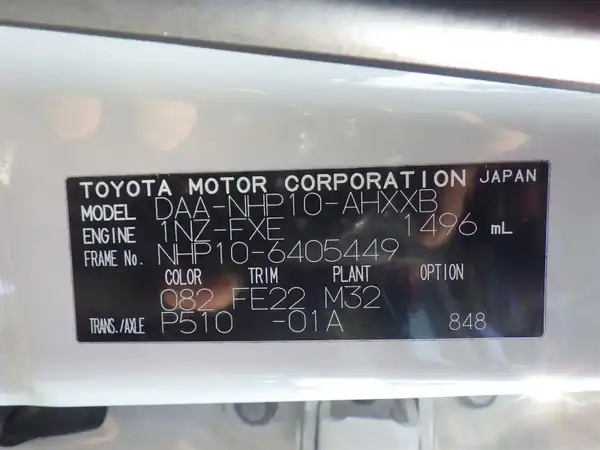 TOYOTA MOTOR CORPORATION JAPAN
MODEL DAA-NHP10-AHXXB
ENGINE 1NZ-FXE 1496 mL
FRAME No. NHP10-6405449
COLOR TRIM PLANT OPTION
082 FE22 M32
TRANS./AXLE P510 -01A 848